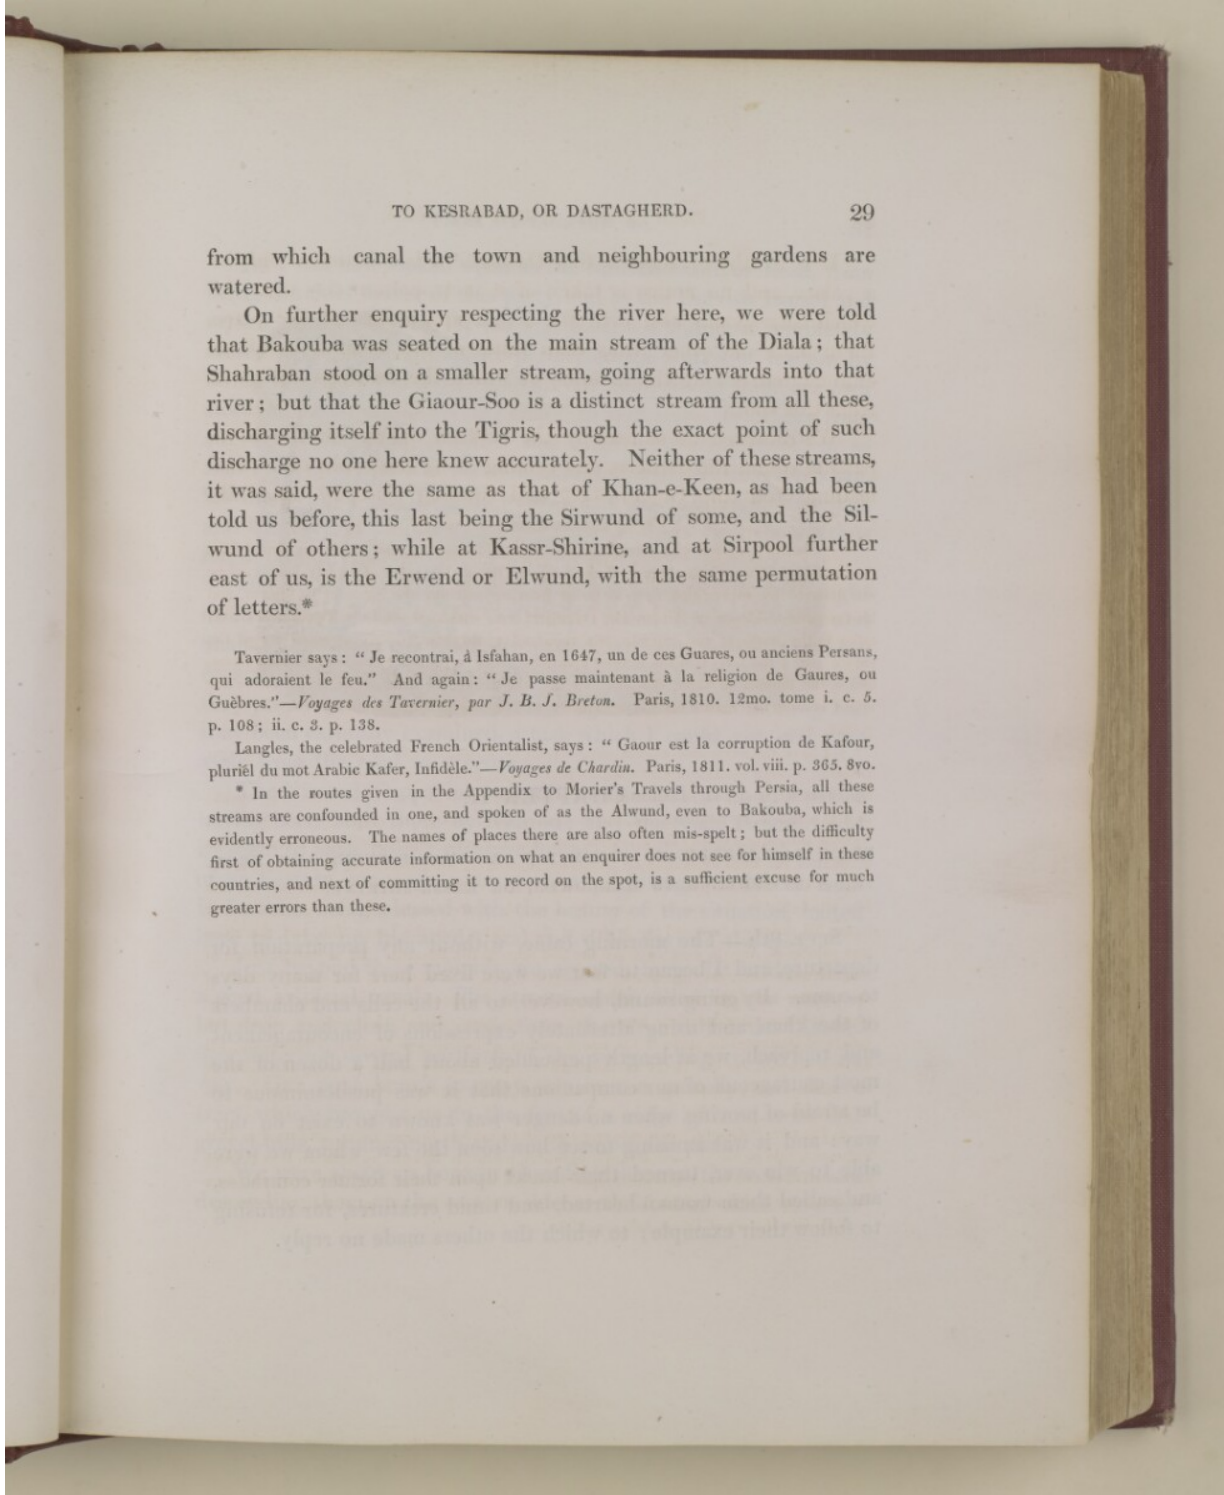 TO KESRABAD, OR DASTAGHERD. 29
from which canal the town and neighbouring gardens are
watered.
On further enquiry respecting the river here, we were told
that Bakouba was seated on the main stream of the Diala; that
Shahraban stood on a smaller stream, going afterwards into that
river; but that the Giaour-Soo is a distinct stream from all these,
discharging itself into the Tigris, though the exact point of such
discharge no one here knew accurately. Neither of these streams,
it was said, were the same as that of Khan-e-Keen, as had been
told us before, this last being the Sirwund of some, and the Sil-
wund of others; while at Kassr-Shirine, and at Sirpool further
east of us, is the Erwend or Elwund, with the same permutation
of letters.*
Tavernier says: “ Je recontrai, à Isfahan, en 1647, un de ces Guares, ou anciens Persans,
qui adoraient le feu.” And again: “ Je passe maintenant à la religion de Gaures, ou
Guèbres.”—Voyages des Tavernier, par J. B. J. Breton. Paris, 1810. 12mo. tome i. c. 5.
p. 108; ii. c. 3. p. 138.
Langles, the celebrated French Orientalist, says: “ Gaour est la corruption de Kafour,
pluriél du mot Arabic Kafer, Infidèle.”—Voyages de Chardin. Paris, 1811. vol. viii. p. 365. 8vo.
* In the routes given in the Appendix to Morier's Travels through Persia, all these
streams are confounded in one, and spoken of as the Alwund, even to Bakouba, which is
evidently erroneous. The names of places there are also often mis-spelt; but the difficulty
first of obtaining accurate information on what an enquirer does not see for himself in these
countries, and next of committing it to record on the spot, is a sufficient excuse for much
greater errors than these.